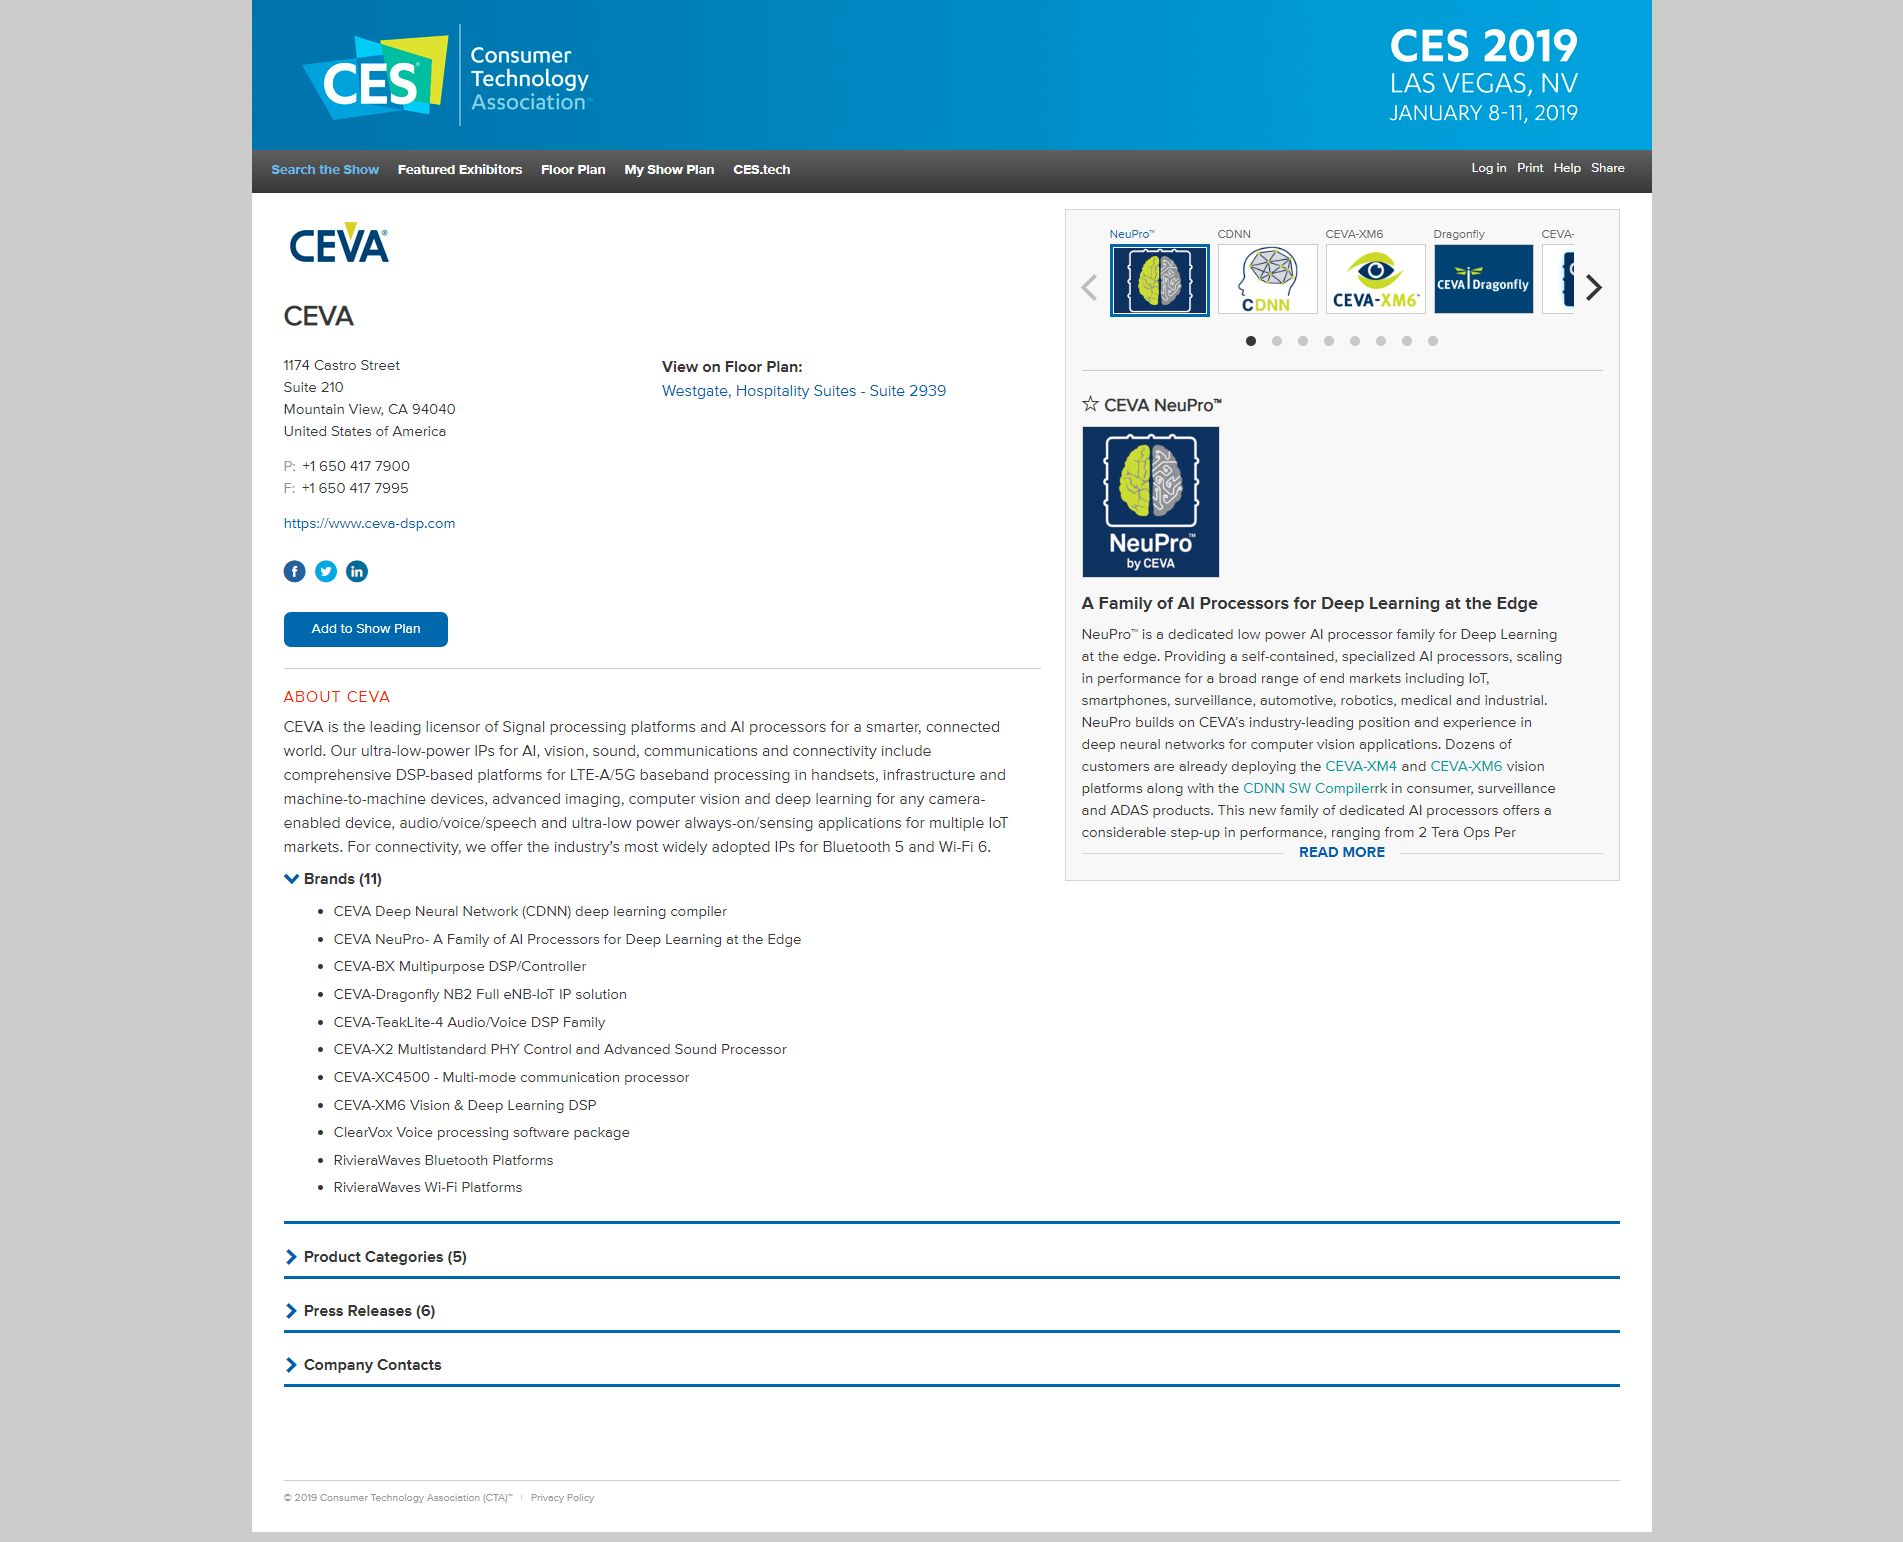 CES
Consumer
Technology
Association™
CES 2019
LAS VEGAS, NV
JANUARY 8-11, 2019
Search the Show Featured Exhibitors Floor Plan My Show Plan CES.tech
Log in Print Help Share
CEVA®
CEVA
1174 Castro Street
Suite 210
Mountain View, CA 94040
United States of America
P: +1 650 417 7900
F: +1 650 417 7995
https://www.ceva-dsp.com
View on Floor Plan:
Westgate, Hospitality Suites - Suite 2939
Add to Show Plan
ABOUT CEVA
CEVA is the leading licensor of Signal processing platforms and AI processors for a smarter, connected
world. Our ultra-low-power IPs for AI, vision, sound, communications and connectivity include
comprehensive DSP-based platforms for LTE-A/5G baseband processing in handsets, infrastructure and
machine-to-machine devices, advanced imaging, computer vision and deep learning for any camera-
enabled device, audio/voice/speech and ultra-low power always-on/sensing applications for multiple IoT
markets. For connectivity, we offer the industry's most widely adopted IPs for Bluetooth 5 and Wi-Fi 6.
Brands (11)
• CEVA Deep Neural Network (CDNN) deep learning compiler
• CEVA NeuPro- A Family of AI Processors for Deep Learning at the Edge
• CEVA-BX Multipurpose DSP/Controller
• CEVA-Dragonfly NB2 Full eNB-IoT IP solution
• CEVA-TeakLite-4 Audio/Voice DSP Family
• CEVA-X2 Multistandard PHY Control and Advanced Sound Processor
• CEVA-XC4500 - Multi-mode communication processor
• CEVA-XM6 Vision & Deep Learning DSP
• ClearVox Voice processing software package
• RivieraWaves Bluetooth Platforms
• RivieraWaves Wi-Fi Platforms
NeuPro™ CDNN CEVA-XM6 Dragonfly CEVA-
CDNN
CEVA-XM6™
CEVA Dragonfly
CEVA NeuPro™
NeuPro™
by CEVA
A Family of AI Processors for Deep Learning at the Edge
NeuPro™ is a dedicated low power AI processor family for Deep Learning
at the edge. Providing a self-contained, specialized AI processors, scaling
in performance for a broad range of end markets including IoT,
smartphones, surveillance, automotive, robotics, medical and industrial.
NeuPro builds on CEVA's industry-leading position and experience in
deep neural networks for computer vision applications. Dozens of
customers are already deploying the CEVA-XM4 and CEVA-XM6 vision
platforms along with the CDNN SW Compilerrk in consumer, surveillance
and ADAS products. This new family of dedicated AI processors offers a
considerable step-up in performance, ranging from 2 Tera Ops Per
READ MORE
Product Categories (5)
Press Releases (6)
Company Contacts
© 2019 Consumer Technology Association (CTA)™ | Privacy Policy